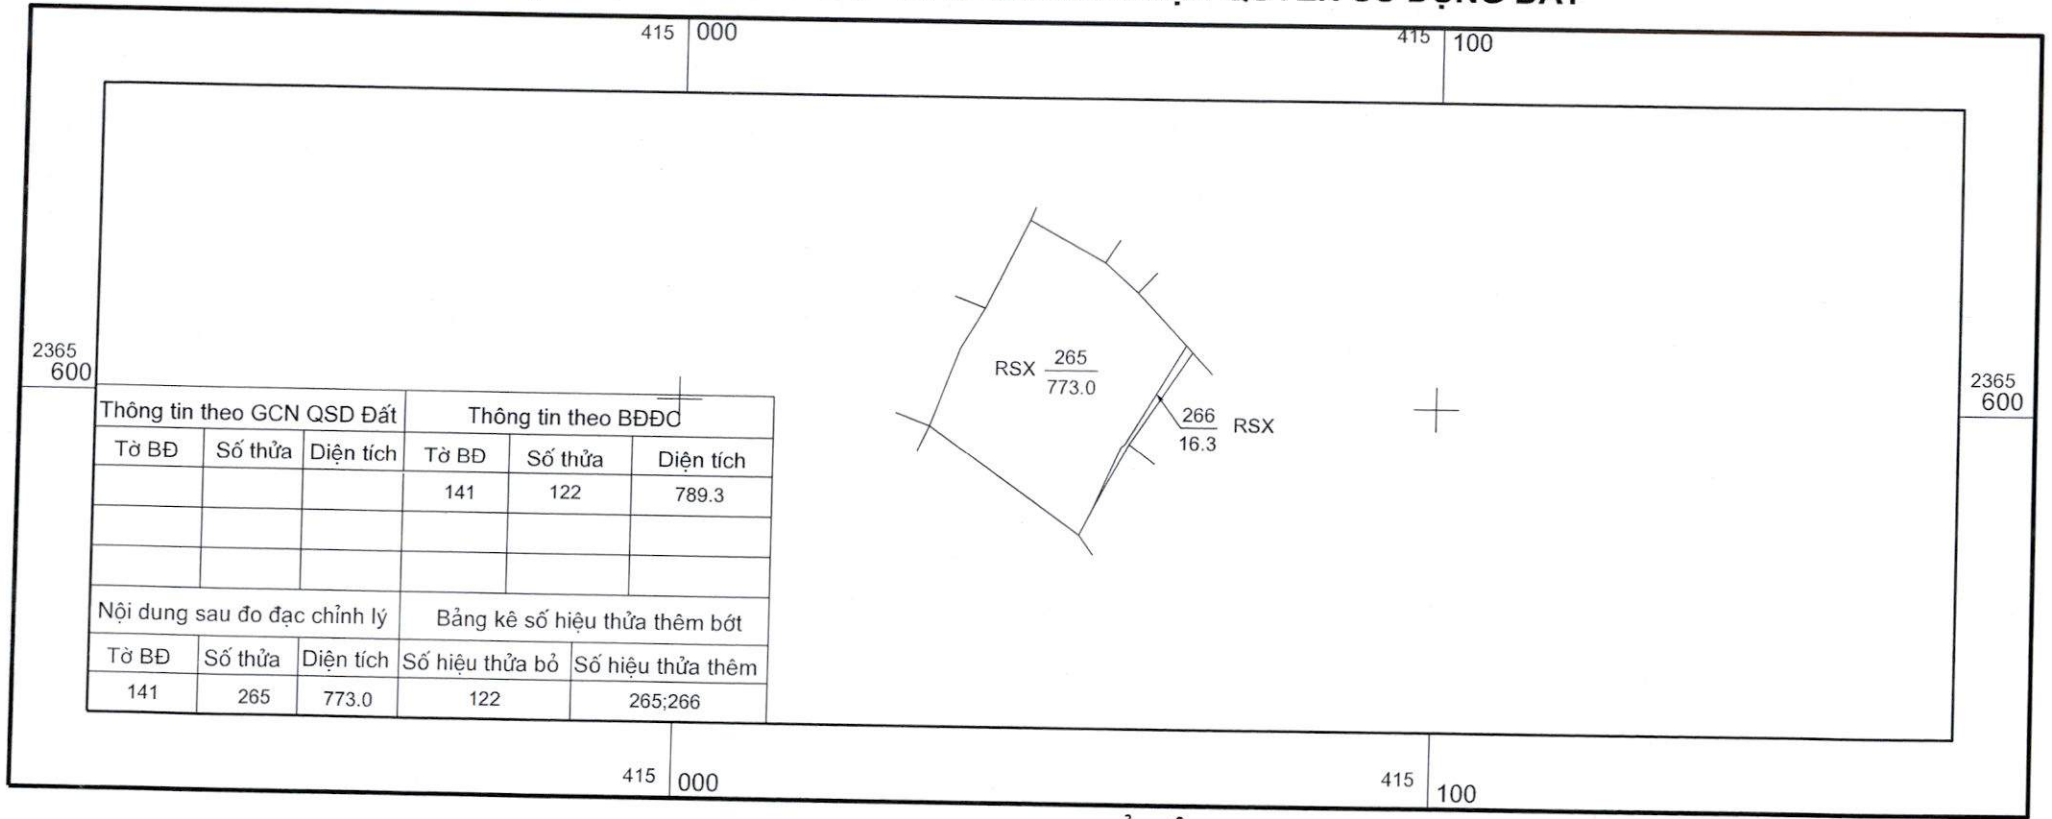 QUYỀN SỬ DỤNG ĐẤT
415 000
415 100
2365
600
2365
600
RSX 265
773.0
266 RSX
16.3
Thông tin theo GCN QSD Đất Thông tin theo BĐĐC
Tờ BĐ Số thửa Diện tích Tờ BĐ Số thửa Diện tích
141 122 789.3
Nội dung sau đo đạc chỉnh lý Bảng kê số hiệu thửa thêm bớt
Tờ BĐ Số thửa Diện tích Số hiệu thửa bỏ Số hiệu thửa thêm
141 265 773.0 122 265;266
415 000
415 100